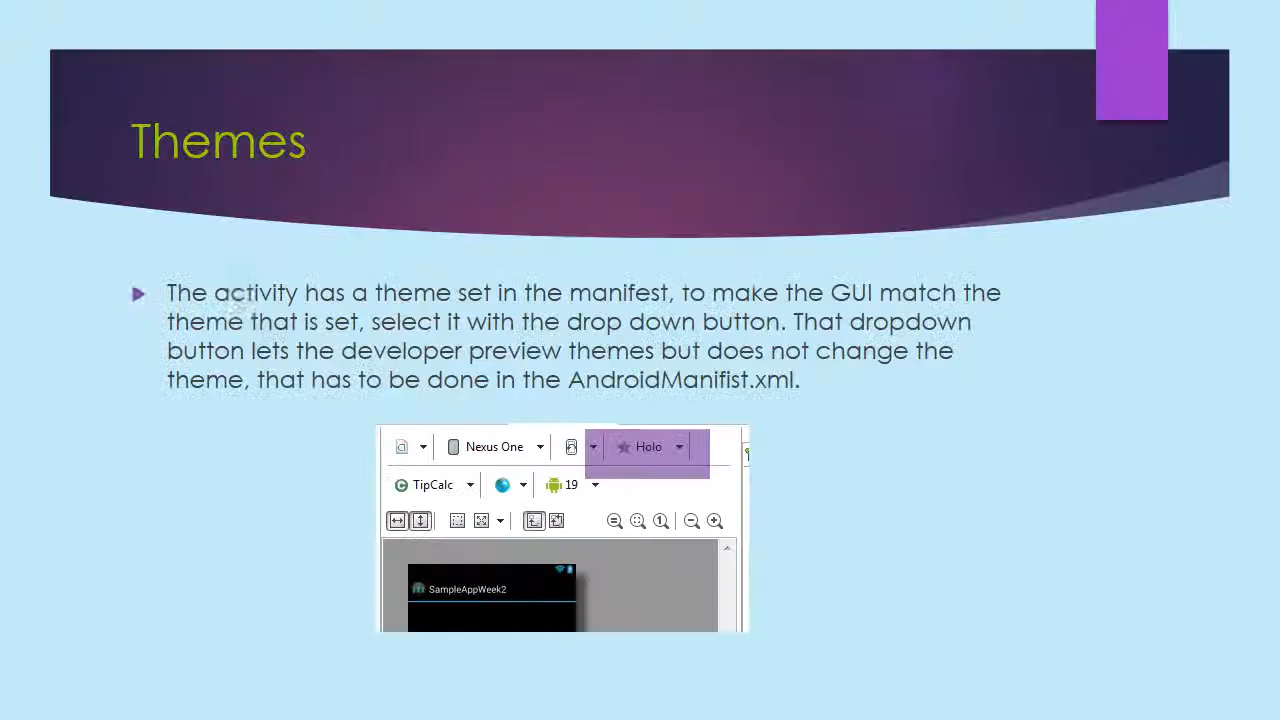 Themes
The activity has a theme set in the manifest, to make the GUI match the
theme that is set, select it with the drop down button. That dropdown
button lets the developer preview themes but does not change the
theme, that has to be done in the AndroidManifist.xml.
Nexus One Holo
TipCalc 19
SampleAppWeek2